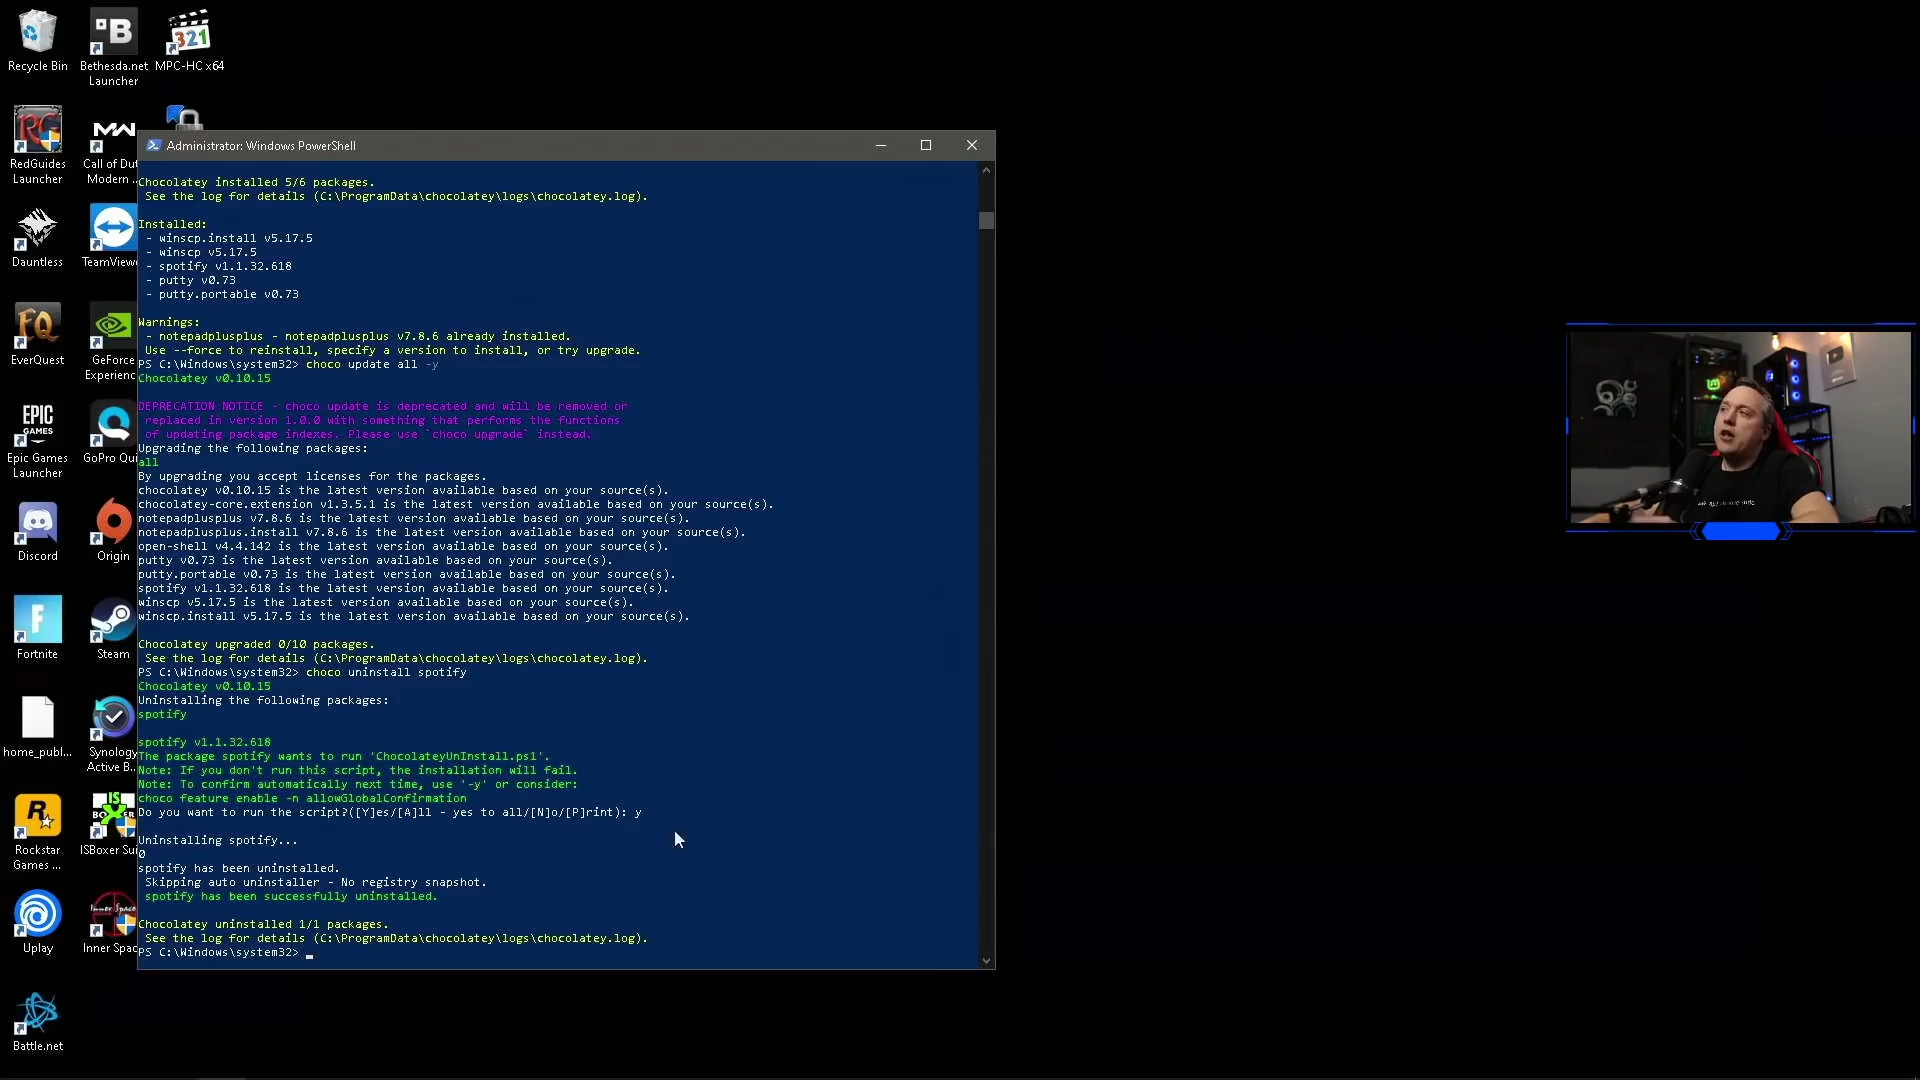 Recycle Bin
Bethesda.net
Launcher
MPC-HC x64
RedGuides
Launcher
Call of Dut
Modern ...
Dauntless
TeamViewe
EverQuest
GeForce
Experienc
EPIC
GAMES
Epic Games
Launcher
GoPro Qui
Discord
Origin
Fortnite
Steam
home_publ...
Synology
Active B...
Rockstar
Games ...
ISBoxer Sui
Uplay
Inner Spac
Battle.net
Administrator: Windows PowerShell
Chocolatey installed 5/6 packages.
See the log for details (C:\ProgramData\chocolatey\logs\chocolatey.log).
Installed:
- winscp.install v5.17.5
- winscp v5.17.5
- spotify v1.1.32.618
- putty v0.73
- putty.portable v0.73
Warnings:
- notepadplusplus - notepadplusplus v7.8.6 already installed.
Use --force to reinstall, specify a version to install, or try upgrade.
PS C:\Windows\system32> choco update all -y
Chocolatey v0.10.15
DEPRECATION NOTICE - choco update is deprecated and will be removed or
replaced in version 1.0.0 with something that performs the functions
of updating package indexes. Please use `choco upgrade` instead.
Upgrading the following packages:
all
By upgrading you accept licenses for the packages.
chocolatey v0.10.15 is the latest version available based on your source(s).
chocolatey-core.extension v1.3.5.1 is the latest version available based on your source(s).
notepadplusplus v7.8.6 is the latest version available based on your source(s).
notepadplusplus.install v7.8.6 is the latest version available based on your source(s).
open-shell v4.4.142 is the latest version available based on your source(s).
putty v0.73 is the latest version available based on your source(s).
putty.portable v0.73 is the latest version available based on your source(s).
spotify v1.1.32.618 is the latest version available based on your source(s).
winscp v5.17.5 is the latest version available based on your source(s).
winscp.install v5.17.5 is the latest version available based on your source(s).
Chocolatey upgraded 0/10 packages.
See the log for details (C:\ProgramData\chocolatey\logs\chocolatey.log).
PS C:\Windows\system32> choco uninstall spotify
Chocolatey v0.10.15
Uninstalling the following packages:
spotify
spotify v1.1.32.618
The package spotify wants to run 'ChocolateyUnInstall.ps1'.
Note: If you don't run this script, the installation will fail.
Note: To confirm automatically next time, use '-y' or consider:
choco feature enable -n allowGlobalConfirmation
Do you want to run the script?([Y]es/[A]ll - yes to all/[N]o/[P]rint): y
Uninstalling spotify...
0
spotify has been uninstalled.
Skipping auto uninstaller - No registry snapshot.
spotify has been successfully uninstalled.
Chocolatey uninstalled 1/1 packages.
See the log for details (C:\ProgramData\chocolatey\logs\chocolatey.log).
PS C:\Windows\system32>